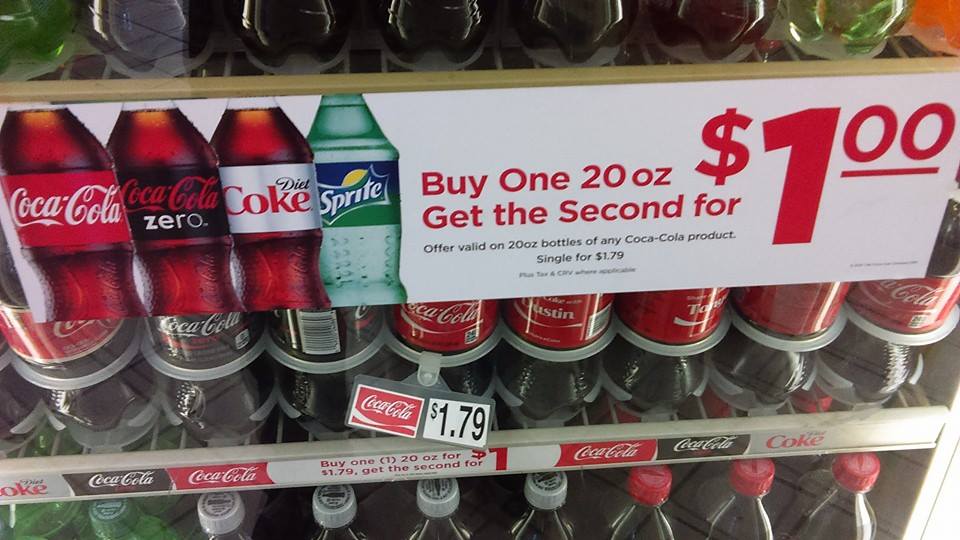 Coca-Cola
Coca-Cola
zero
Diet
Coke
Sprite
Buy One 20 oz
Get the Second for
$1.00
Offer valid on 20oz bottles of any Coca-Cola product.
Single for $1.79
Plus Tax & CRV where applicable
Coca-Cola
Coca-Cola
Coca-Cola
Coca-Cola
$1.79
Diet
Coke
Coca-Cola
Coca-Cola
Buy one (1) 20 oz for
$1.79, get the second for
$1
Coca-Cola
Coca-Cola
Diet
Coke